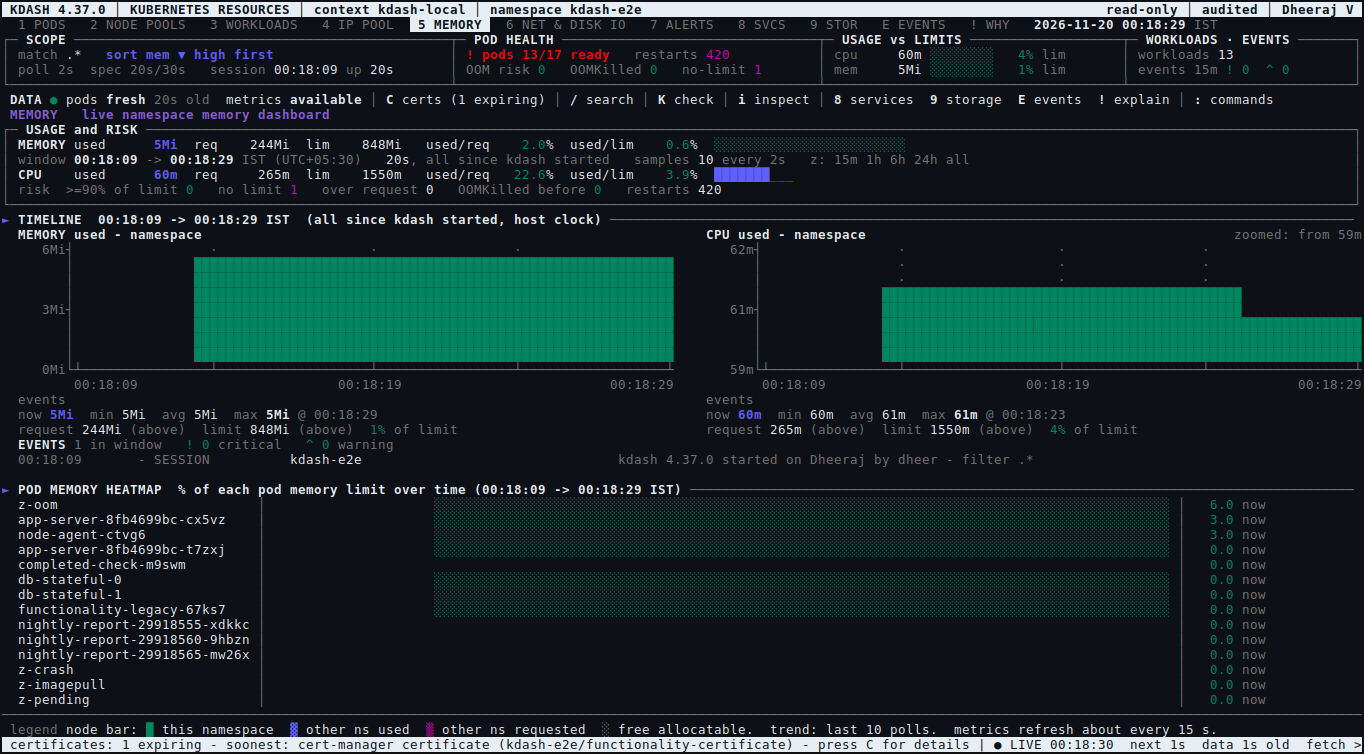 KDASH 4.37.0 │ KUBERNETES RESOURCES │ context kdash-local │ namespace kdash-e2e read-only │ audited │ Dheeraj V
1 PODS 2 NODE POOLS 3 WORKLOADS 4 IP POOL 5 MEMORY 6 NET & DISK IO 7 ALERTS 8 SVCS 9 STOR E EVENTS ! WHY 2026-11-20 00:18:29 IST
SCOPE POD HEALTH USAGE vs LIMITS WORKLOADS · EVENTS
match .* sort mem ▼ high first ! pods 13/17 ready restarts 420 cpu 60m 4% lim workloads 13
poll 2s spec 20s/30s session 00:18:09 up 20s OOM risk 0 OOMKilled 0 no-limit 1 mem 5Mi 1% lim events 15m ! 0 ^ 0
DATA ● pods fresh 20s old metrics available │ C certs (1 expiring) │ / search │ K check │ i inspect │ 8 services 9 storage E events ! explain │ : commands
MEMORY live namespace memory dashboard
USAGE and RISK
MEMORY used 5Mi req 244Mi lim 848Mi used/req 2.0% used/lim 0.6%
window 00:18:09 -> 00:18:29 IST (UTC+05:30) 20s, all since kdash started samples 10 every 2s z: 15m 1h 6h 24h all
CPU used 60m req 265m lim 1550m used/req 22.6% used/lim 3.9%
risk >=90% of limit 0 no limit 1 over request 0 OOMKilled before 0 restarts 420
► TIMELINE 00:18:09 -> 00:18:29 IST (all since kdash started, host clock)
MEMORY used - namespace CPU used - namespace zoomed: from 59m
6Mi 62m
3Mi 61m
0Mi 59m
00:18:09 00:18:19 00:18:29 00:18:09 00:18:19 00:18:29
events events
now 5Mi min 5Mi avg 5Mi max 5Mi @ 00:18:29 now 60m min 60m avg 61m max 61m @ 00:18:23
request 244Mi (above) limit 848Mi (above) 1% of limit request 265m (above) limit 1550m (above) 4% of limit
EVENTS 1 in window ! 0 critical ^ 0 warning
00:18:09 - SESSION kdash-e2e kdash 4.37.0 started on Dheeraj by dheer - filter .*
► POD MEMORY HEATMAP % of each pod memory limit over time (00:18:09 -> 00:18:29 IST)
z-oom 6.0 now
app-server-8fb4699bc-cx5vz 3.0 now
node-agent-ctvg6 3.0 now
app-server-8fb4699bc-t7zxj 0.0 now
completed-check-m9swm 0.0 now
db-stateful-0 0.0 now
db-stateful-1 0.0 now
functionality-legacy-67ks7 0.0 now
nightly-report-29918555-xdkkc 0.0 now
nightly-report-29918560-9hbzn 0.0 now
nightly-report-29918565-mw26x 0.0 now
z-crash 0.0 now
z-imagepull 0.0 now
z-pending 0.0 now
legend node bar: this namespace other ns used other ns requested free allocatable. trend: last 10 polls. metrics refresh about every 15 s.
certificates: 1 expiring - soonest: cert-manager certificate (kdash-e2e/functionality-certificate) - press C for details │ ● LIVE 00:18:30 next 1s data 1s old fetch >